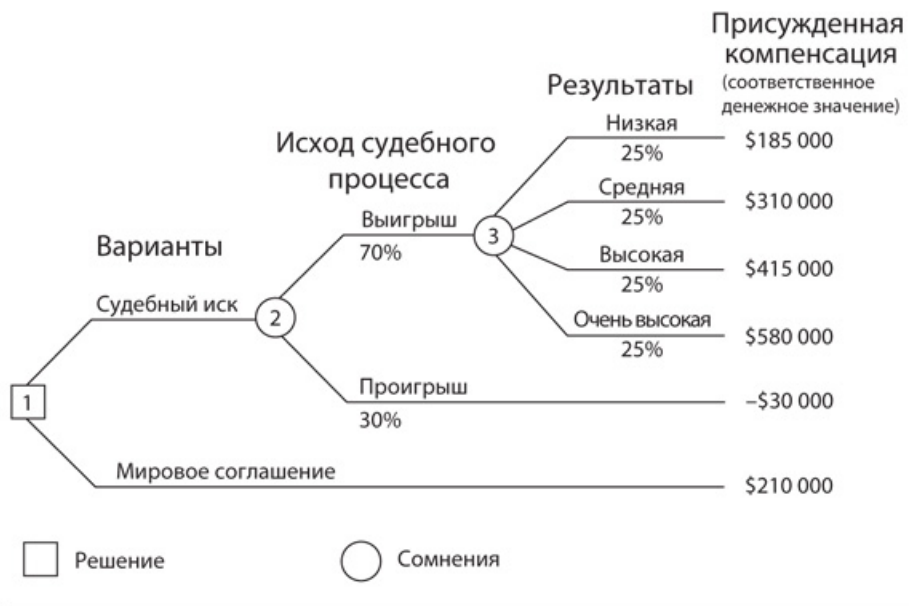 Присужденная
компенсация
(соответственное
денежное значение)
Результаты
Исход судебного
процесса
Варианты
Низкая
25%
$185 000
Средняя
25%
$310 000
Выигрыш
70%
3
Высокая
25%
$415 000
Судебный иск
2
Очень высокая
25%
$580 000
1
Проигрыш
30%
–$30 000
Мировое соглашение
$210 000
Решение
Сомнения